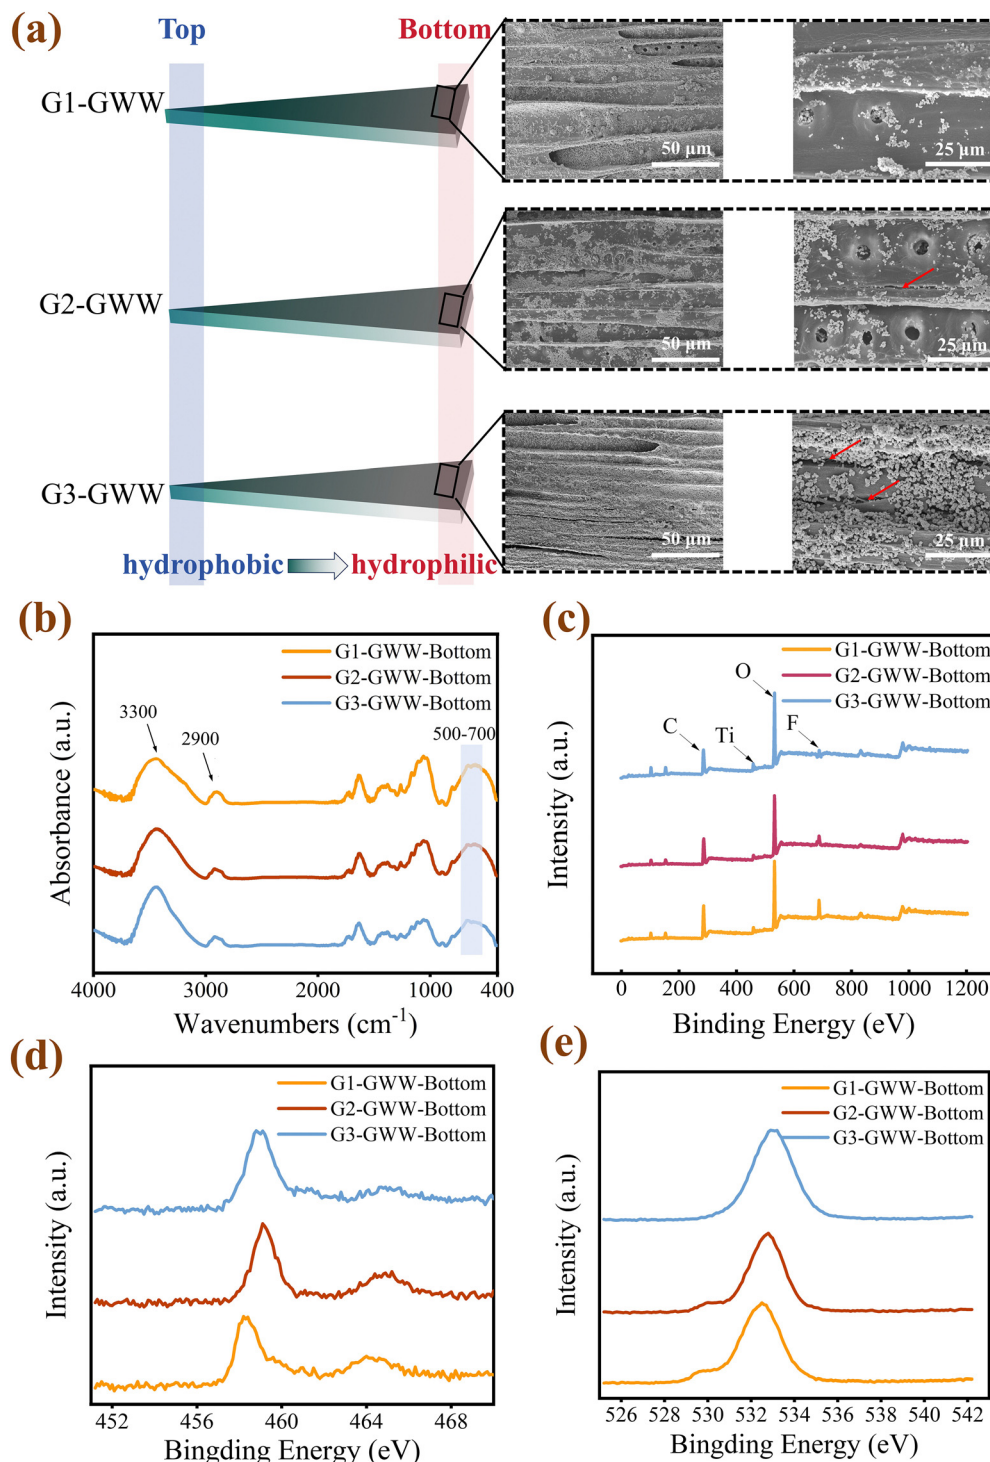 (a)
Top
Bottom
G1-GWW
50 μm
25 μm
G2-GWW
50 μm
25 μm
G3-GWW
50 μm
25 μm
hydrophobic
hydrophilic
(b)
G1-GWW-Bottom
G2-GWW-Bottom
G3-GWW-Bottom
3300
2900
500-700
Absorbance (a.u.)
4000 3000 2000 1000 400
Wavenumbers (cm⁻¹)
(c)
G1-GWW-Bottom
G2-GWW-Bottom
G3-GWW-Bottom
O
C
Ti
F
Intensity (a.u.)
0 200 400 600 800 1000 1200
Binding Energy (eV)
(d)
G1-GWW-Bottom
G2-GWW-Bottom
G3-GWW-Bottom
Intensity (a.u.)
452 456 460 464 468
Bingding Energy (eV)
(e)
G1-GWW-Bottom
G2-GWW-Bottom
G3-GWW-Bottom
Intensity (a.u.)
526 530 534 538 542
Bingding Energy (eV)